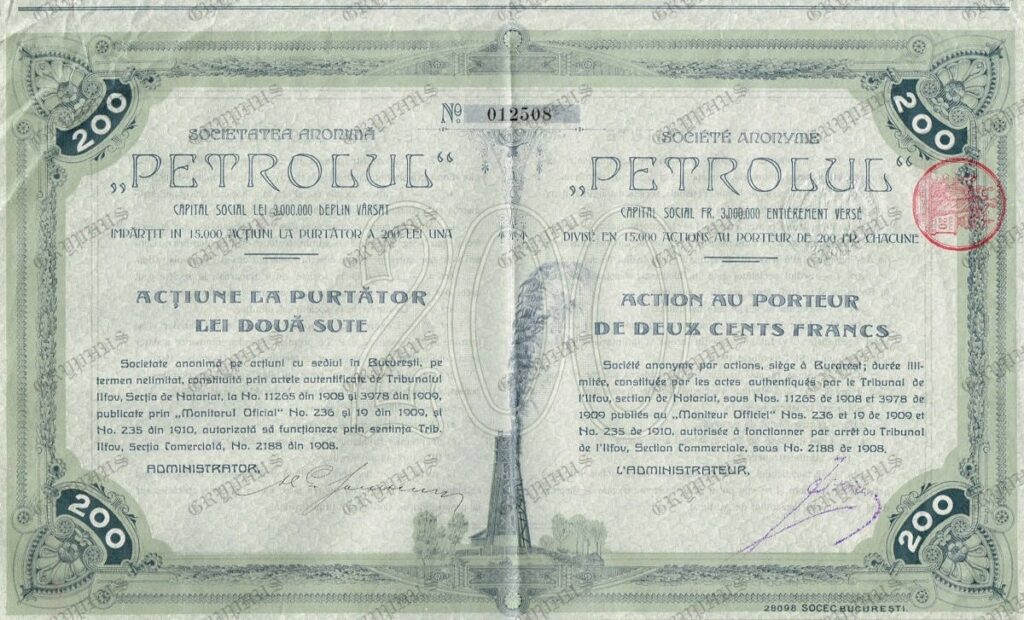 200
200
No. 012508
SOCIETATEA ANONIMĂ
„PETROLUL“
CAPITAL SOCIAL LEI 3.000.000 DEPLIN VĂRSAT
IMPĂRȚIT IN 15.000 ACȚIUNI LA PURTĂTOR A 200 LEI UNA
ACȚIUNE LA PURTĂTOR
LEI DOUĂ SUTE
Societate anonimă pe acțiuni cu sediul în București, pe
termen nelimitat, constituită prin actele autentificate de Tribunalul
Ilfov, Secția de Notariat, la No. 11265 din 1908 și 3978 din 1909,
publicate prin „Monitorul Oficial“ No. 236 și 19 din 1909, și
No. 235 din 1910, autorizată să funcționeze prin sentința Trib.
Ilfov, Secția Comercială, No. 2188 din 1908.
ADMINISTRATOR,
SOCIÉTÉ ANONYME
„PETROLUL“
CAPITAL SOCIAL FR. 3.000.000 ENTIÈREMENT VERSÉ
DIVISÉ EN 15.000 ACTIONS AU PORTEUR DE 200 FR. CHACUNE
ACTION AU PORTEUR
DE DEUX CENTS FRANCS
Société anonyme par actions, siège à Bucarest; durée illi-
mitée, constituée par les actes authentiqués par le Tribunal de
l'Ilfov, section de Notariat, sous Nos. 11265 de 1908 et 3978 de
1909 publiés au „Moniteur Officiel“ Nos. 236 et 19 de 1909 et
No. 235 de 1910, autorisée à fonctionner par arrêt du Tribunal
de l'Ilfov, Section Commerciale, sous No. 2188 de 1908.
L'ADMINISTRATEUR,
200
200
200
28098 SOCEC BUCUREȘTI.
GRYPHUS